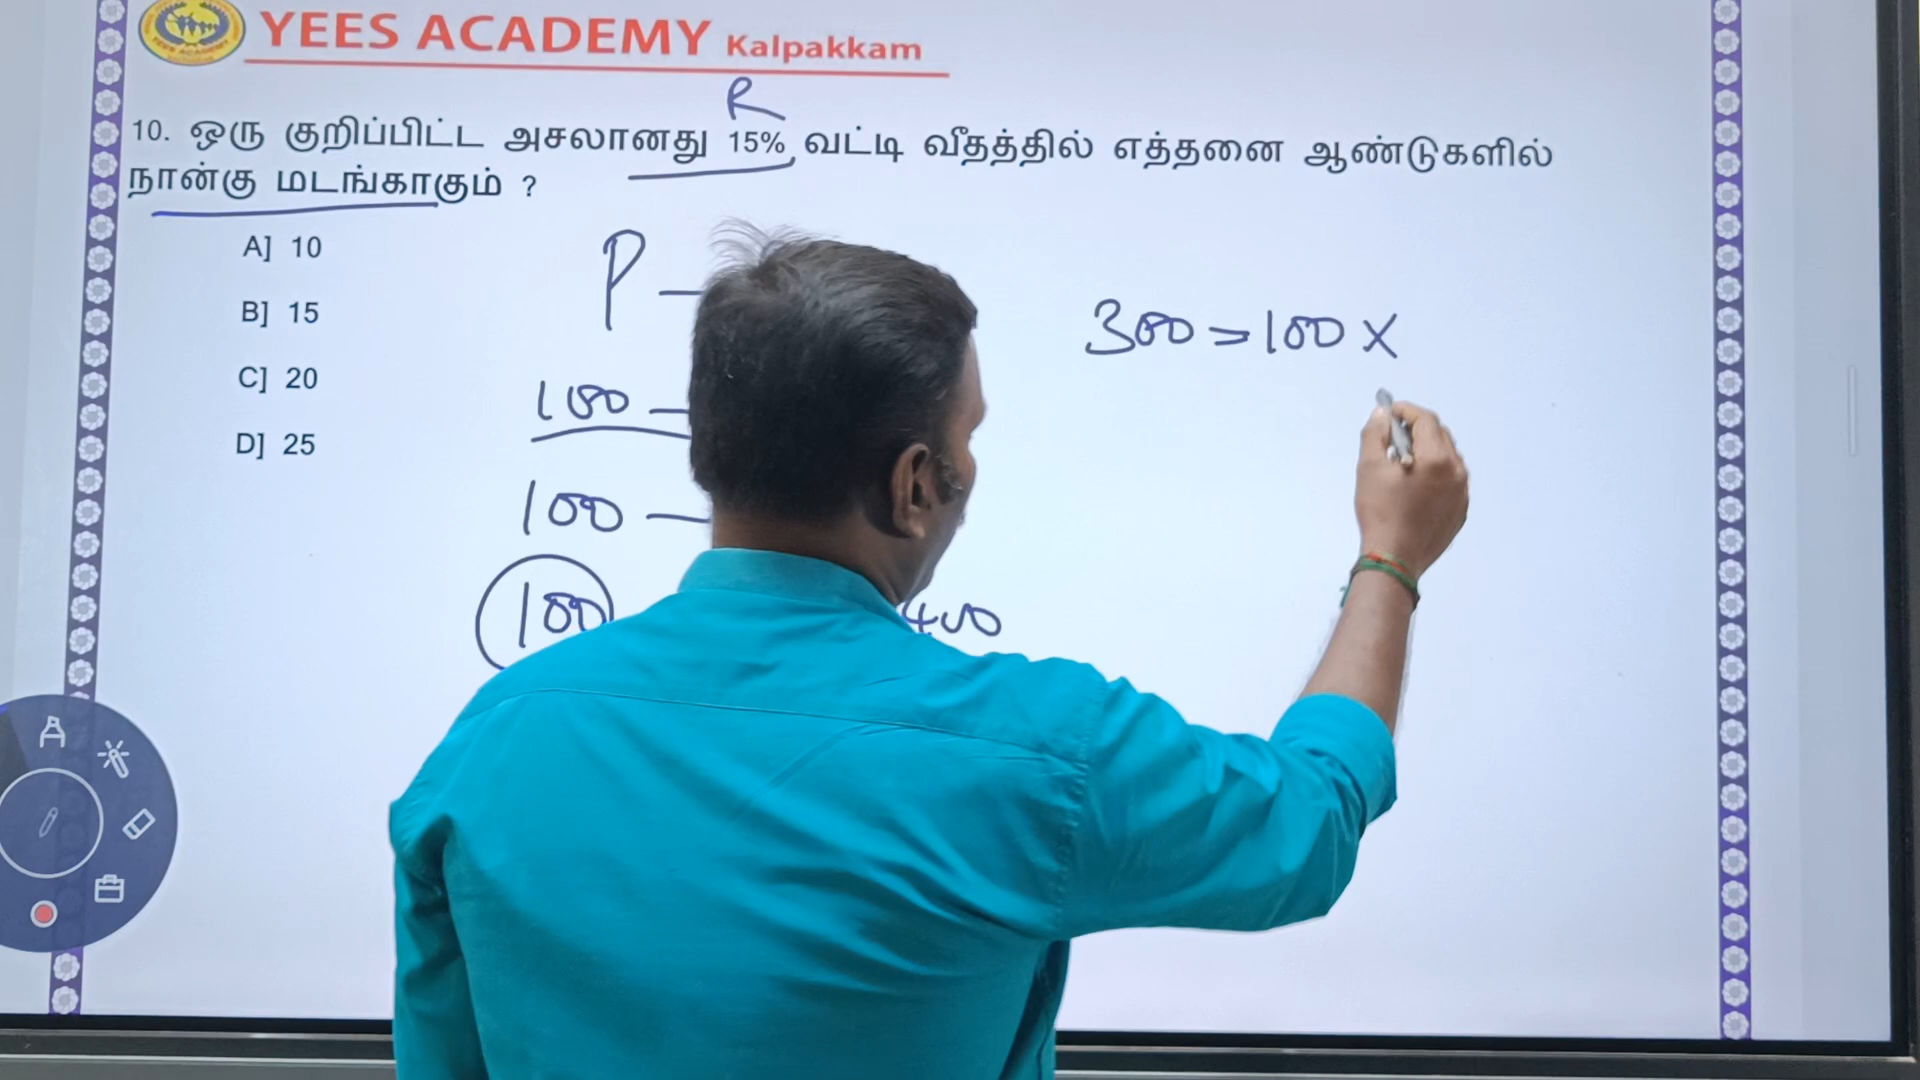 YEES ACADEMY Kalpakkam
R
10. ஒரு குறிப்பிட்ட அசலானது 15% வட்டி வீதத்தில் எத்தனை ஆண்டுகளில்
நான்கு மடங்காகும் ?
A] 10
B] 15
C] 20
D] 25
P —
100 —
100 —
100
400
300 = 100 ×